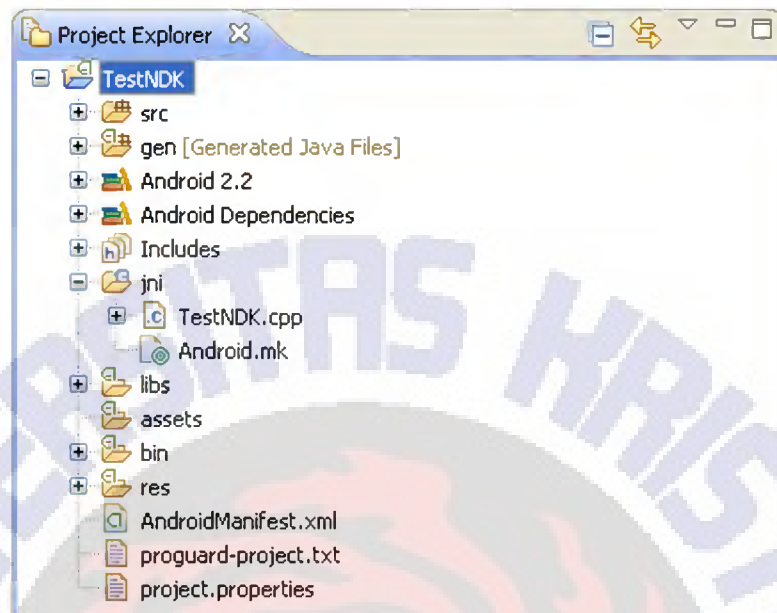 Project Explorer
TestNDK
src
gen [Generated Java Files]
Android 2.2
Android Dependencies
Includes
jni
TestNDK.cpp
Android.mk
libs
assets
bin
res
AndroidManifest.xml
proguard-project.txt
project.properties